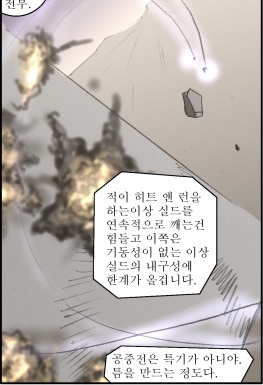 전부.
적이 히트 앤 런을
하는이상 실드를
연속적으로 깨는건
힘들고 이쪽은
기동성이 없는 이상
실드의 내구성에
한계가 올겁니다.
공중전은 특기가 아니야.
틈을 만드는 정도다.